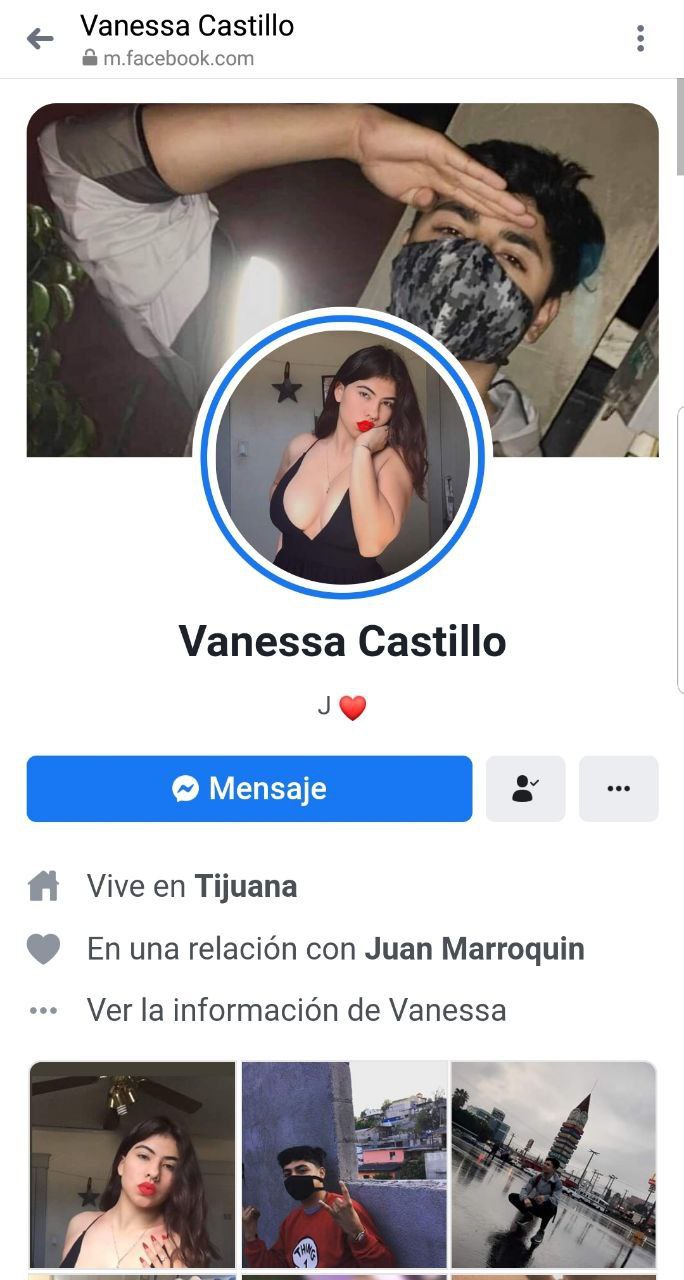 Vanessa Castillo
m.facebook.com
Vanessa Castillo
J ❤️
Mensaje
Vive en Tijuana
En una relación con Juan Marroquin
Ver la información de Vanessa
THING
1